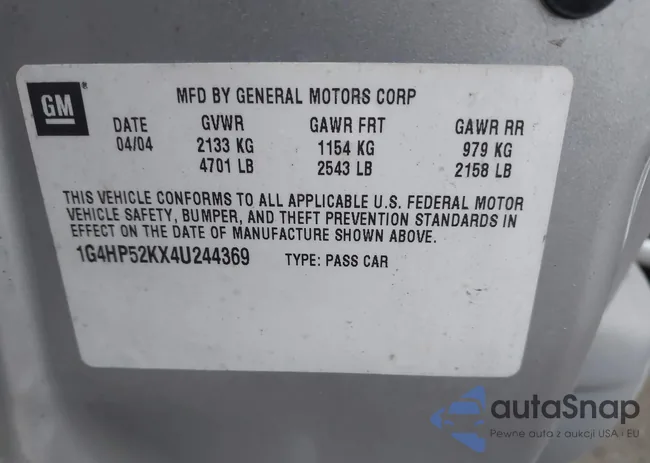 GM
MFD BY GENERAL MOTORS CORP
DATE GVWR GAWR FRT GAWR RR
04/04 2133 KG 1154 KG 979 KG
4701 LB 2543 LB 2158 LB
THIS VEHICLE CONFORMS TO ALL APPLICABLE U.S. FEDERAL MOTOR
VEHICLE SAFETY, BUMPER, AND THEFT PREVENTION STANDARDS IN
EFFECT ON THE DATE OF MANUFACTURE SHOWN ABOVE.
1G4HP52KX4U244369 TYPE: PASS CAR
autaSnap
Pewne auta z aukcji USA i EU